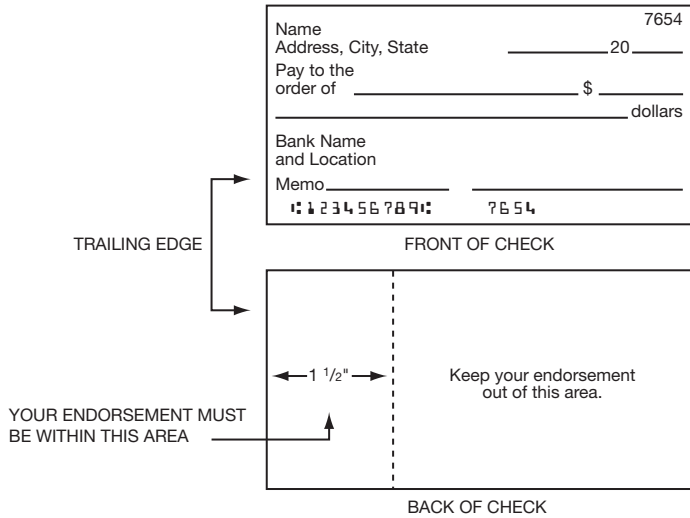 7654
Name
Address, City, State 20
Pay to the
order of $
dollars
Bank Name
and Location
Memo
⑆123456789⑆ 7654
TRAILING EDGE
FRONT OF CHECK
1 1/2"
Keep your endorsement
out of this area.
YOUR ENDORSEMENT MUST
BE WITHIN THIS AREA
BACK OF CHECK